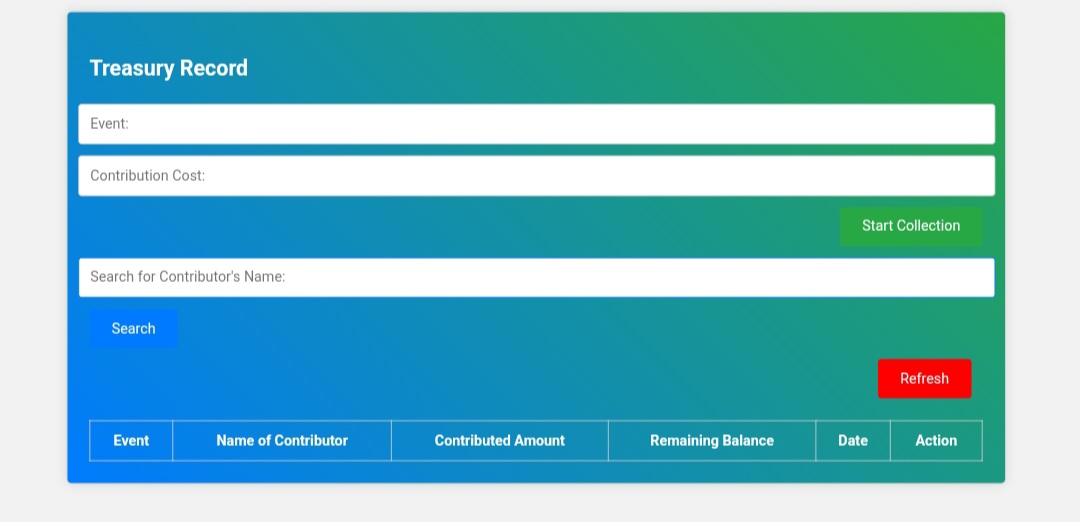 Treasury Record
Event:
Contribution Cost:
Start Collection
Search for Contributor's Name:
Search
Refresh
Event Name of Contributor Contributed Amount Remaining Balance Date Action